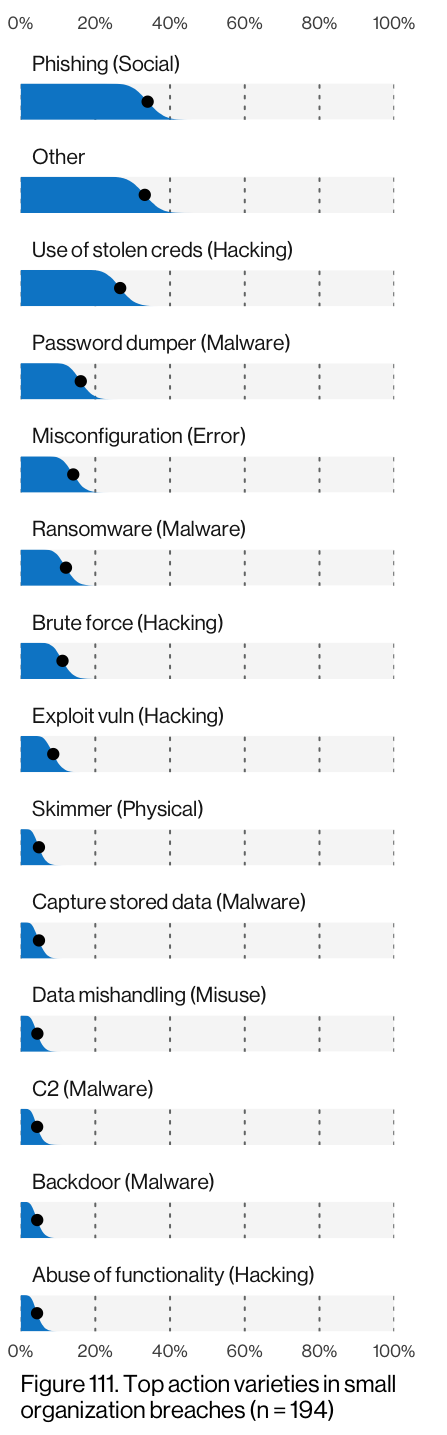 0% 20% 40% 60% 80% 100%
Phishing (Social)
Other
Use of stolen creds (Hacking)
Password dumper (Malware)
Misconfiguration (Error)
Ransomware (Malware)
Brute force (Hacking)
Exploit vuln (Hacking)
Skimmer (Physical)
Capture stored data (Malware)
Data mishandling (Misuse)
C2 (Malware)
Backdoor (Malware)
Abuse of functionality (Hacking)
0% 20% 40% 60% 80% 100%
Figure 111. Top action varieties in small
organization breaches (n = 194)